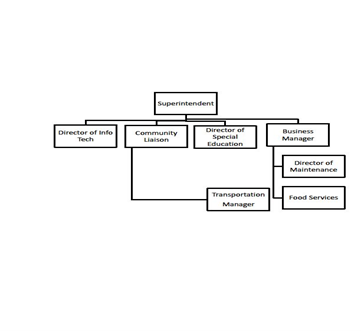 Superintendent
Director of Info
Tech
Community
Liaison
Director of
Special
Education
Business
Manager
Director of
Maintenance
Transportation
Manager
Food Services